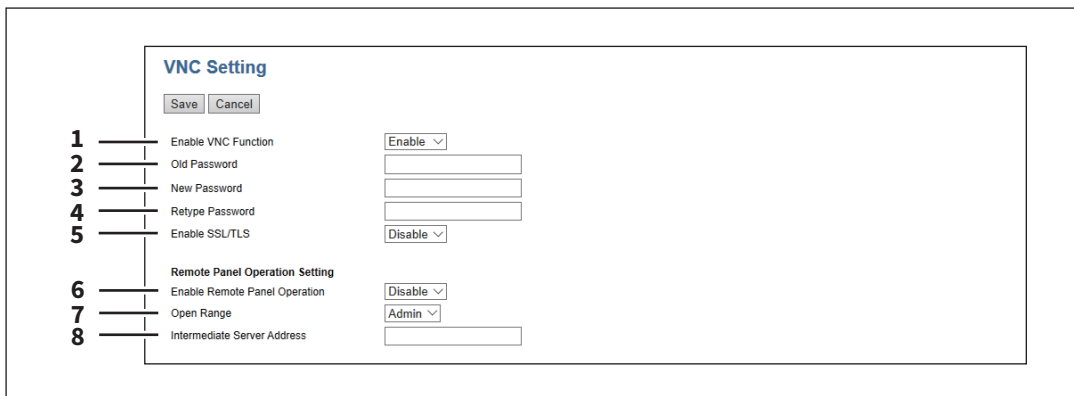 VNC Setting
Save Cancel
1 Enable VNC Function Enable
2 Old Password
3 New Password
4 Retype Password
5 Enable SSL/TLS Disable
Remote Panel Operation Setting
6 Enable Remote Panel Operation Disable
7 Open Range Admin
8 Intermediate Server Address